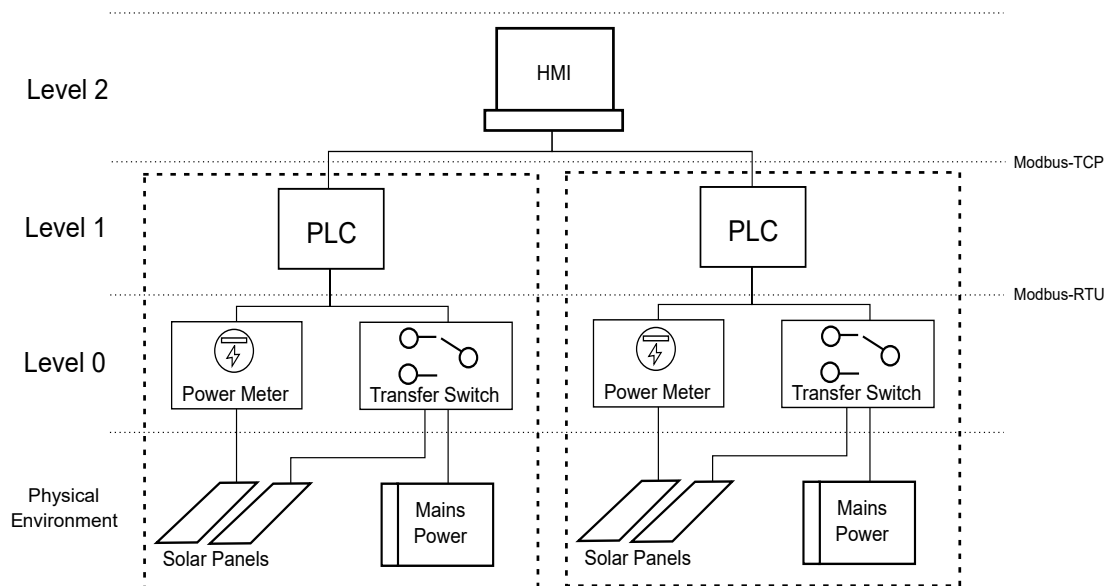 HMI
Level 2
Modbus-TCP
Level 1
PLC
PLC
Modbus-RTU
Level 0
Power Meter
Transfer Switch
Power Meter
Transfer Switch
Physical
Environment
Solar Panels
Mains
Power
Solar Panels
Mains
Power